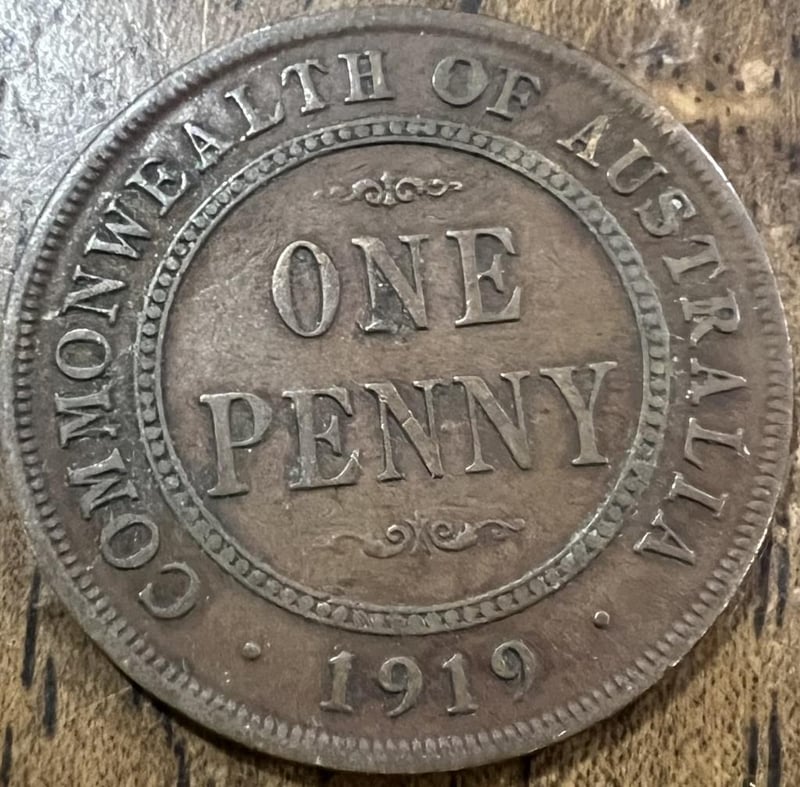 COMMONWEALTH OF AUSTRALIA
ONE
PENNY
· 1919 ·